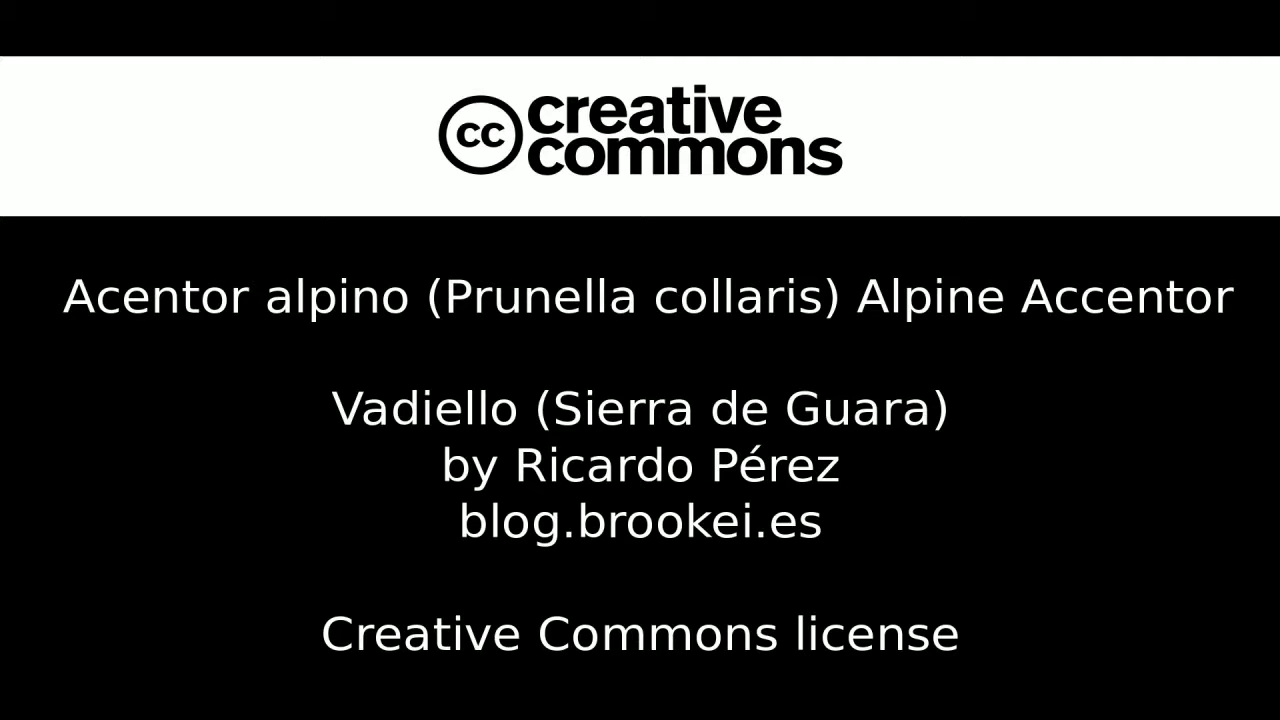 cc creative
commons
Acentor alpino (Prunella collaris) Alpine Accentor
Vadiello (Sierra de Guara)
by Ricardo Pérez
blog.brookei.es
Creative Commons license